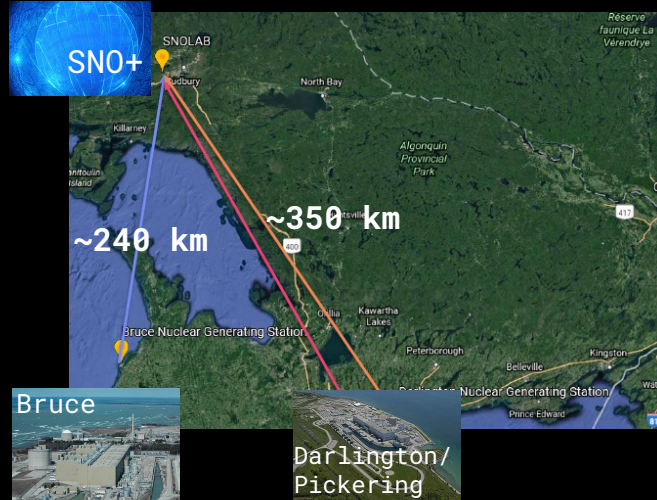 Réserve
faunique La
Vérendrye
SNOLAB
SNO+
Sudbury
North Bay
Killarney
Algonquin
Provincial
Park
Island
417
~350 km
~240 km
400
Orillia
Kawartha
Lakes
Bruce Nuclear Generating Station
Peterborough
Kingston
Belleville
Darlington Nuclear Generating Station
Prince Edward
Bruce
Darlington/
Pickering